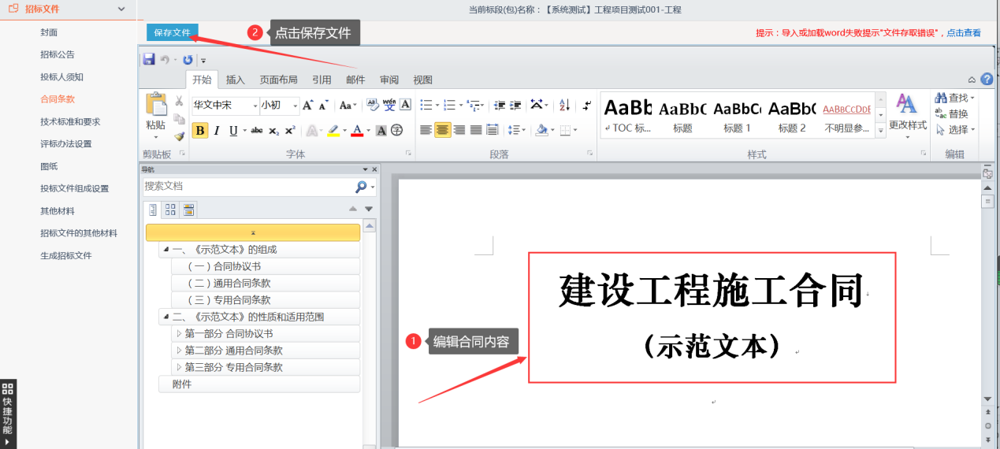 招标文件
当前标段(包)名称：【系统测试】工程项目测试001-工程
封面
招标公告
投标人须知
合同条款
技术标准和要求
评标办法设置
图纸
投标文件组成设置
其他材料
招标文件的其他材料
生成招标文件
快捷功能
保存文件
2 点击保存文件
提示：导入或加载word失败提示"文件存取错误"，点击查看
开始 插入 页面布局 引用 邮件 审阅 视图
粘贴
剪贴板
华文中宋 小初
B I U abc x₂ x²
字体
段落
AaBb AaBbC AaBbC AaBbC AABBCCDDE
TOC 标... 标题 标题 1 标题 2 不明显参...
更改样式
样式
查找
替换
选择
编辑
导航
搜索文档
一、《示范文本》的组成
（一）合同协议书
（二）通用合同条款
（三）专用合同条款
二、《示范文本》的性质和适用范围
第一部分 合同协议书
第二部分 通用合同条款
第三部分 专用合同条款
附件
建设工程施工合同
（示范文本）
1 编辑合同内容